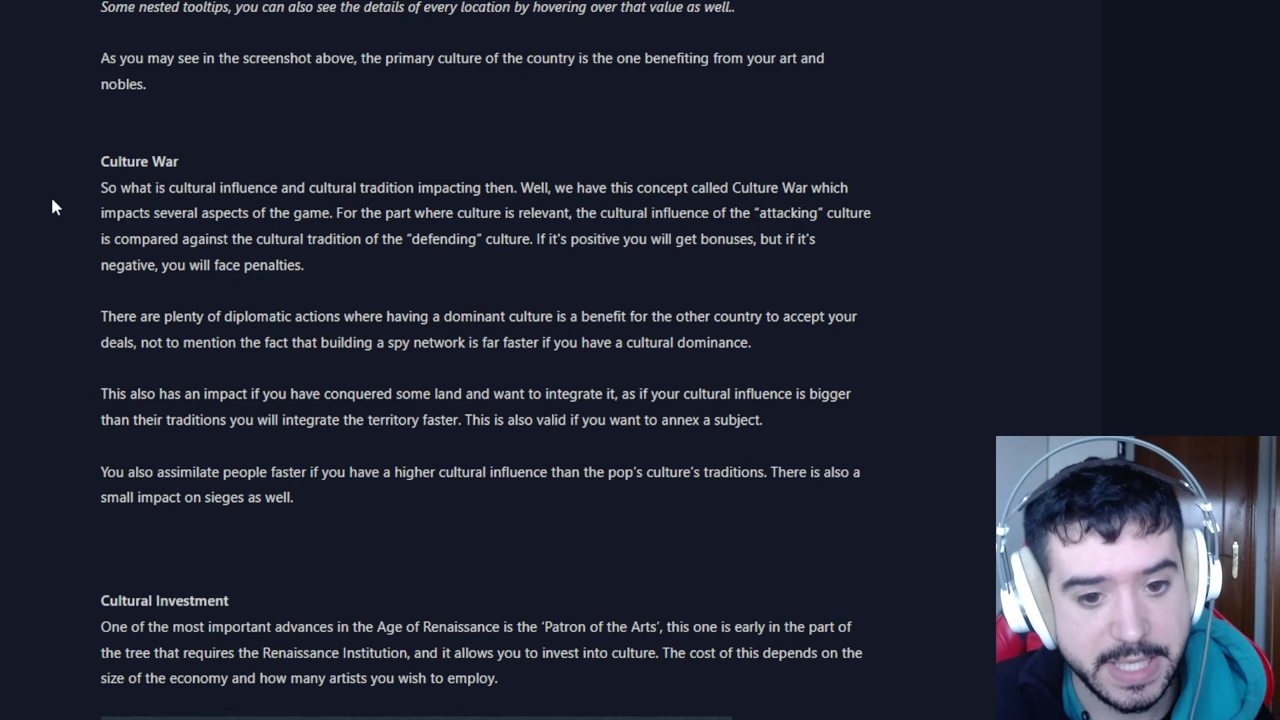 Some nested tooltips, you can also see the details of every location by hovering over that value as well..
As you may see in the screenshot above, the primary culture of the country is the one benefiting from your art and
nobles.
Culture War
So what is cultural influence and cultural tradition impacting then. Well, we have this concept called Culture War which
impacts several aspects of the game. For the part where culture is relevant, the cultural influence of the “attacking” culture
is compared against the cultural tradition of the “defending” culture. If it's positive you will get bonuses, but if it's
negative, you will face penalties.
There are plenty of diplomatic actions where having a dominant culture is a benefit for the other country to accept your
deals, not to mention the fact that building a spy network is far faster if you have a cultural dominance.
This also has an impact if you have conquered some land and want to integrate it, as if your cultural influence is bigger
than their traditions you will integrate the territory faster. This is also valid if you want to annex a subject.
You also assimilate people faster if you have a higher cultural influence than the pop’s culture’s traditions. There is also a
small impact on sieges as well.
Cultural Investment
One of the most important advances in the Age of Renaissance is the ‘Patron of the Arts’, this one is early in the part of
the tree that requires the Renaissance Institution, and it allows you to invest into culture. The cost of this depends on the
size of the economy and how many artists you wish to employ.